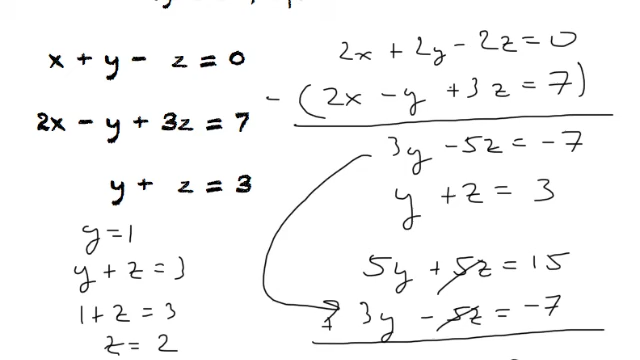 x + y - z = 0
2x - y + 3z = 7
y + z = 3
y = 1
y + z = 3
1 + z = 3
z = 2
2x + 2y - 2z = 0
- (2x - y + 3z = 7)
3y - 5z = -7
y + z = 3
5y + 5z = 15
+ 3y - 5z = -7